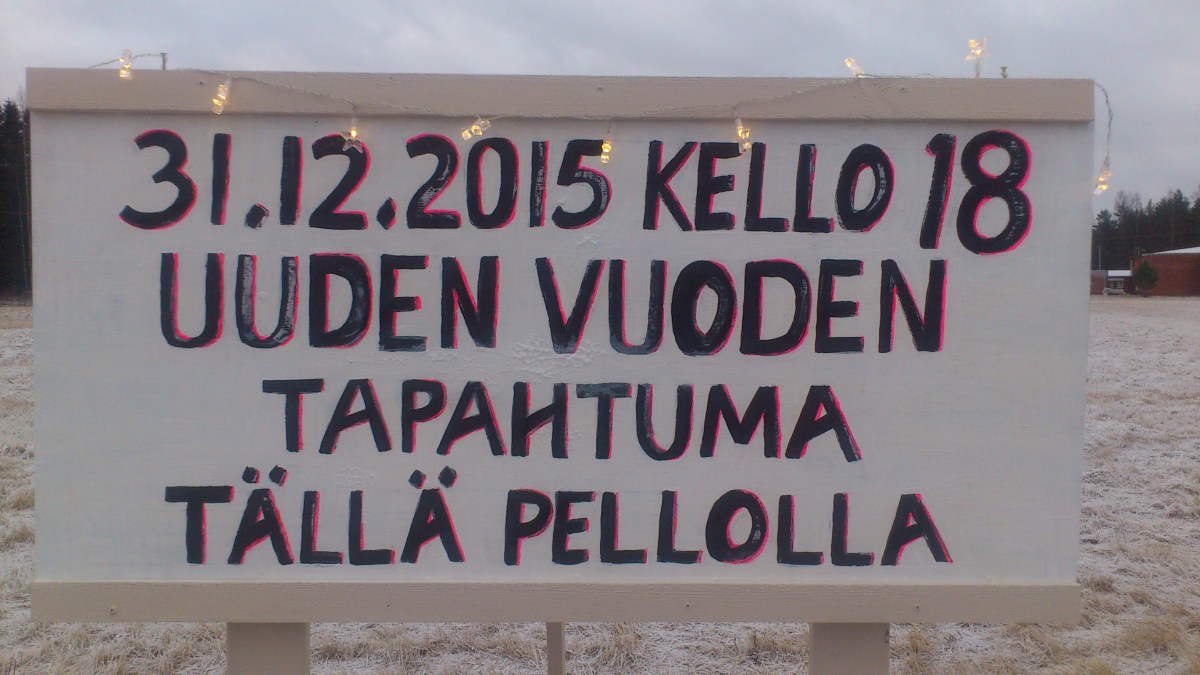 31.12.2015 KELLO 18
UUDEN VUODEN
TAPAHTUMA
TÄLLÄ PELLOLLA